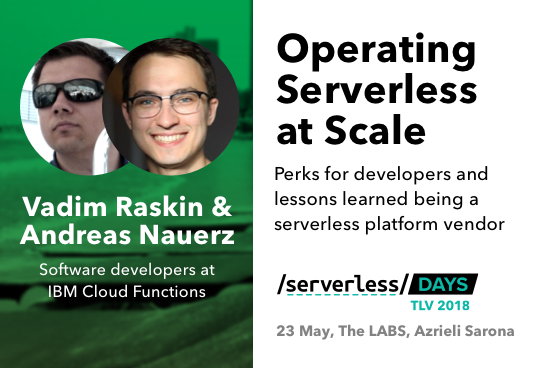 Operating
Serverless
at Scale
Perks for developers and
lessons learned being a
serverless platform vendor
Vadim Raskin &
Andreas Nauerz
Software developers at
IBM Cloud Functions
/serverless/DAYS
TLV 2018
23 May, The LABS, Azrieli Sarona